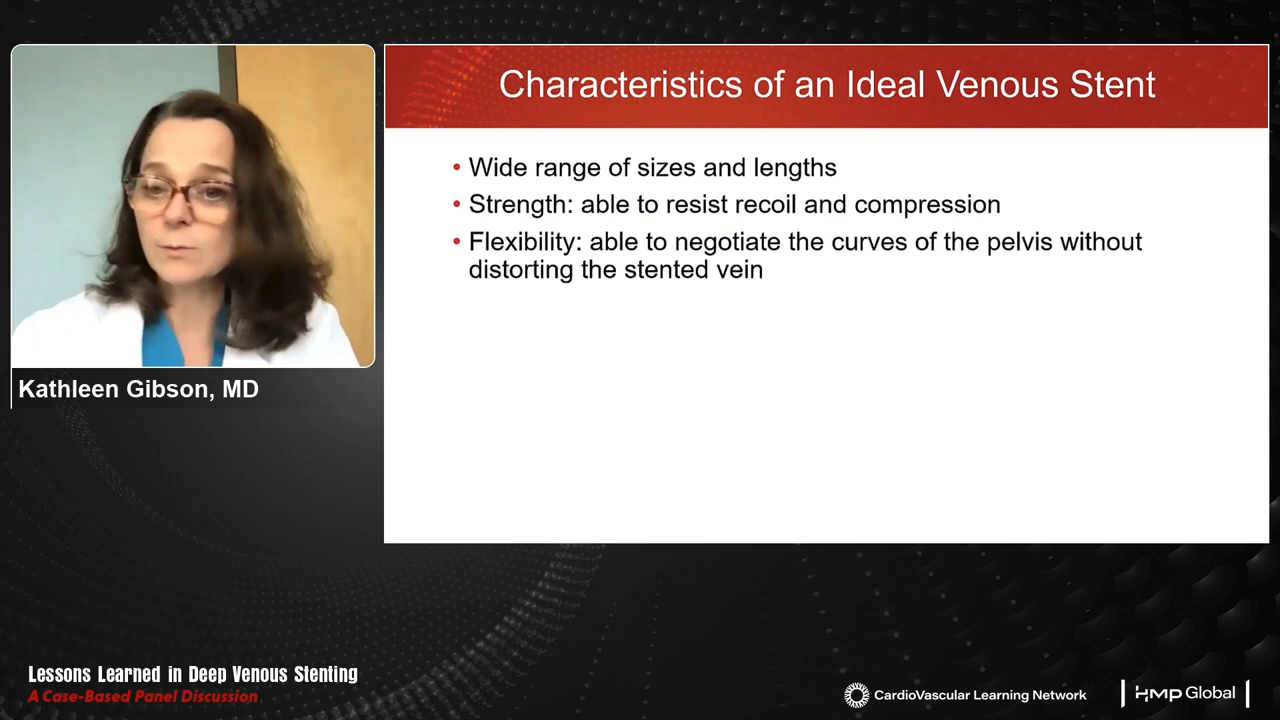 Characteristics of an Ideal Venous Stent
• Wide range of sizes and lengths
• Strength: able to resist recoil and compression
• Flexibility: able to negotiate the curves of the pelvis without
distorting the stented vein
Kathleen Gibson, MD
Lessons Learned in Deep Venous Stenting
A Case-Based Panel Discussion
CardioVascular Learning Network
HMP Global